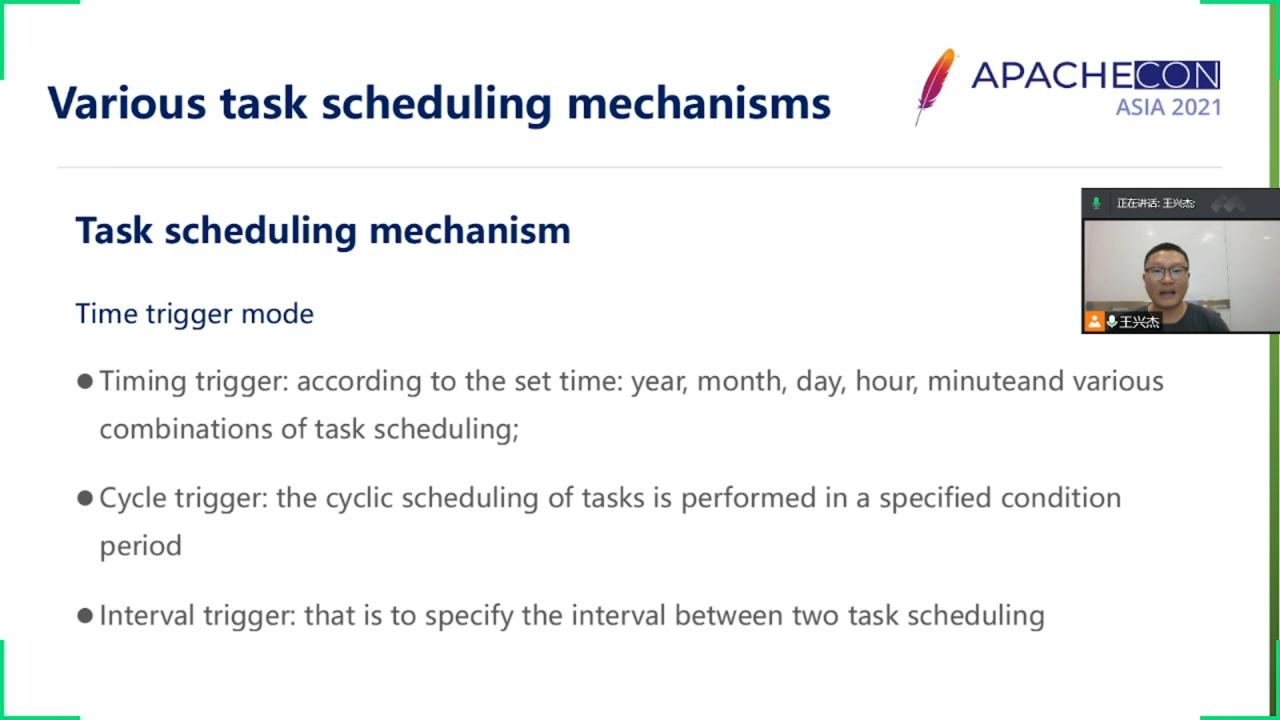 Various task scheduling mechanisms
APACHECON
ASIA 2021
Task scheduling mechanism
正在讲话: 王兴杰;
王兴杰
Time trigger mode
● Timing trigger: according to the set time: year, month, day, hour, minuteand various
combinations of task scheduling;
● Cycle trigger: the cyclic scheduling of tasks is performed in a specified condition
period
● Interval trigger: that is to specify the interval between two task scheduling